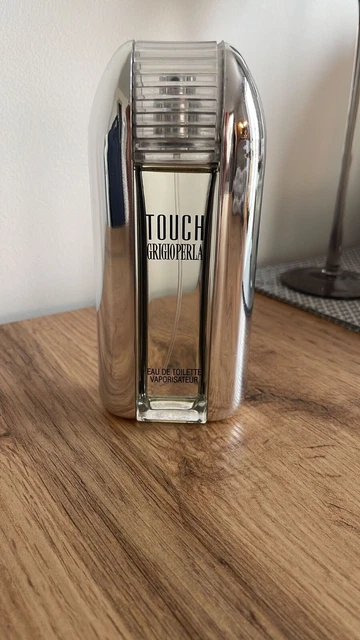 TOUCH
GRIGIOPERLA
EAU DE TOILETTE
VAPORISATEUR